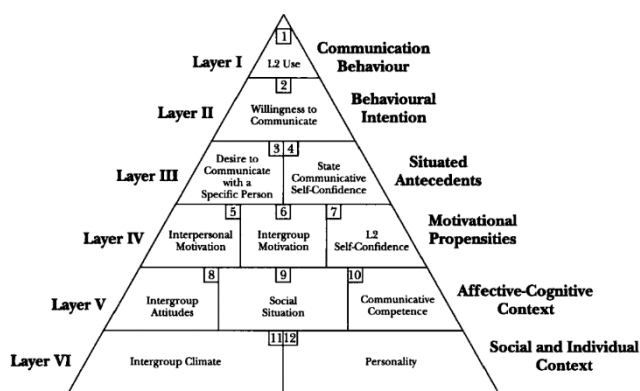 1
Layer I
L2 Use
Communication
Behaviour
2
Layer II
Willingness to
Communicate
Behavioural
Intention
3 4
Layer III
Desire to
Communicate
with a
Specific Person
State
Communicative
Self-Confidence
Situated
Antecedents
5 6 7
Layer IV
Interpersonal
Motivation
Intergroup
Motivation
L2
Self-Confidence
Motivational
Propensities
8 9 10
Layer V
Intergroup
Attitudes
Social
Situation
Communicative
Competence
Affective-Cognitive
Context
11 12
Layer VI
Intergroup Climate
Personality
Social and Individual
Context